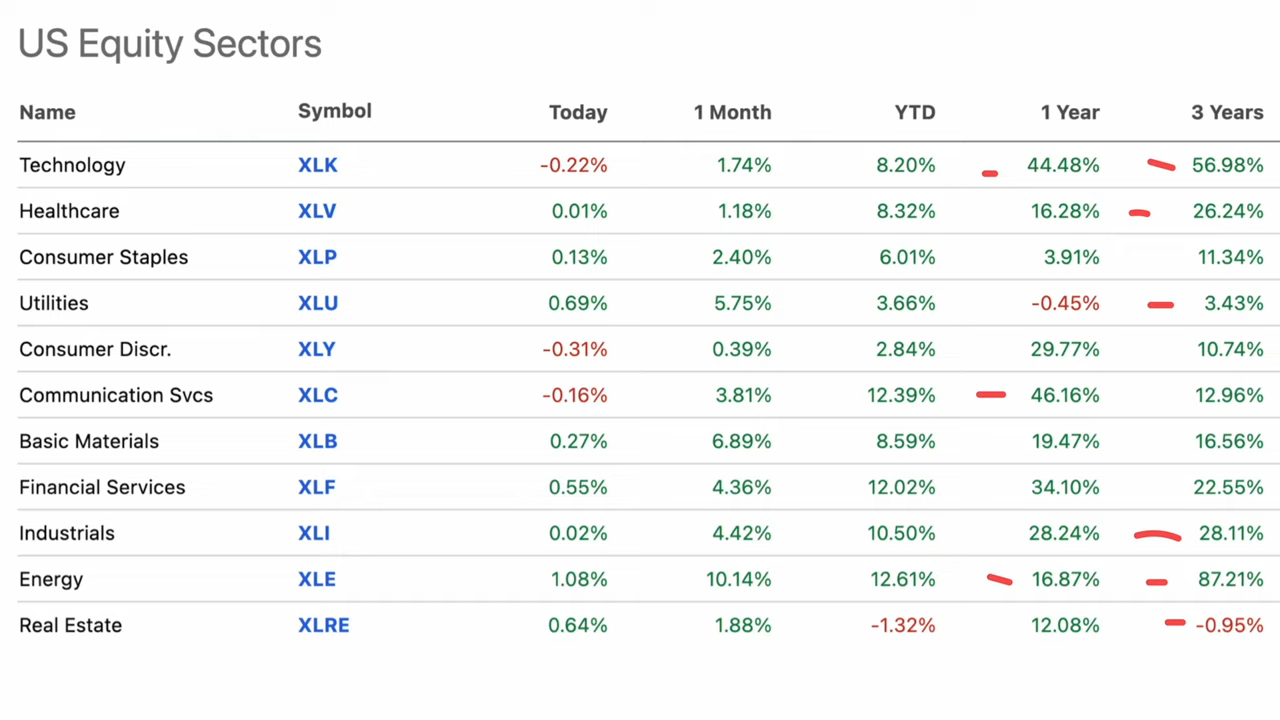 US Equity Sectors
Name Symbol Today 1 Month YTD 1 Year 3 Years
Technology XLK -0.22% 1.74% 8.20% 44.48% 56.98%
Healthcare XLV 0.01% 1.18% 8.32% 16.28% 26.24%
Consumer Staples XLP 0.13% 2.40% 6.01% 3.91% 11.34%
Utilities XLU 0.69% 5.75% 3.66% -0.45% 3.43%
Consumer Discr. XLY -0.31% 0.39% 2.84% 29.77% 10.74%
Communication Svcs XLC -0.16% 3.81% 12.39% 46.16% 12.96%
Basic Materials XLB 0.27% 6.89% 8.59% 19.47% 16.56%
Financial Services XLF 0.55% 4.36% 12.02% 34.10% 22.55%
Industrials XLI 0.02% 4.42% 10.50% 28.24% 28.11%
Energy XLE 1.08% 10.14% 12.61% 16.87% 87.21%
Real Estate XLRE 0.64% 1.88% -1.32% 12.08% -0.95%